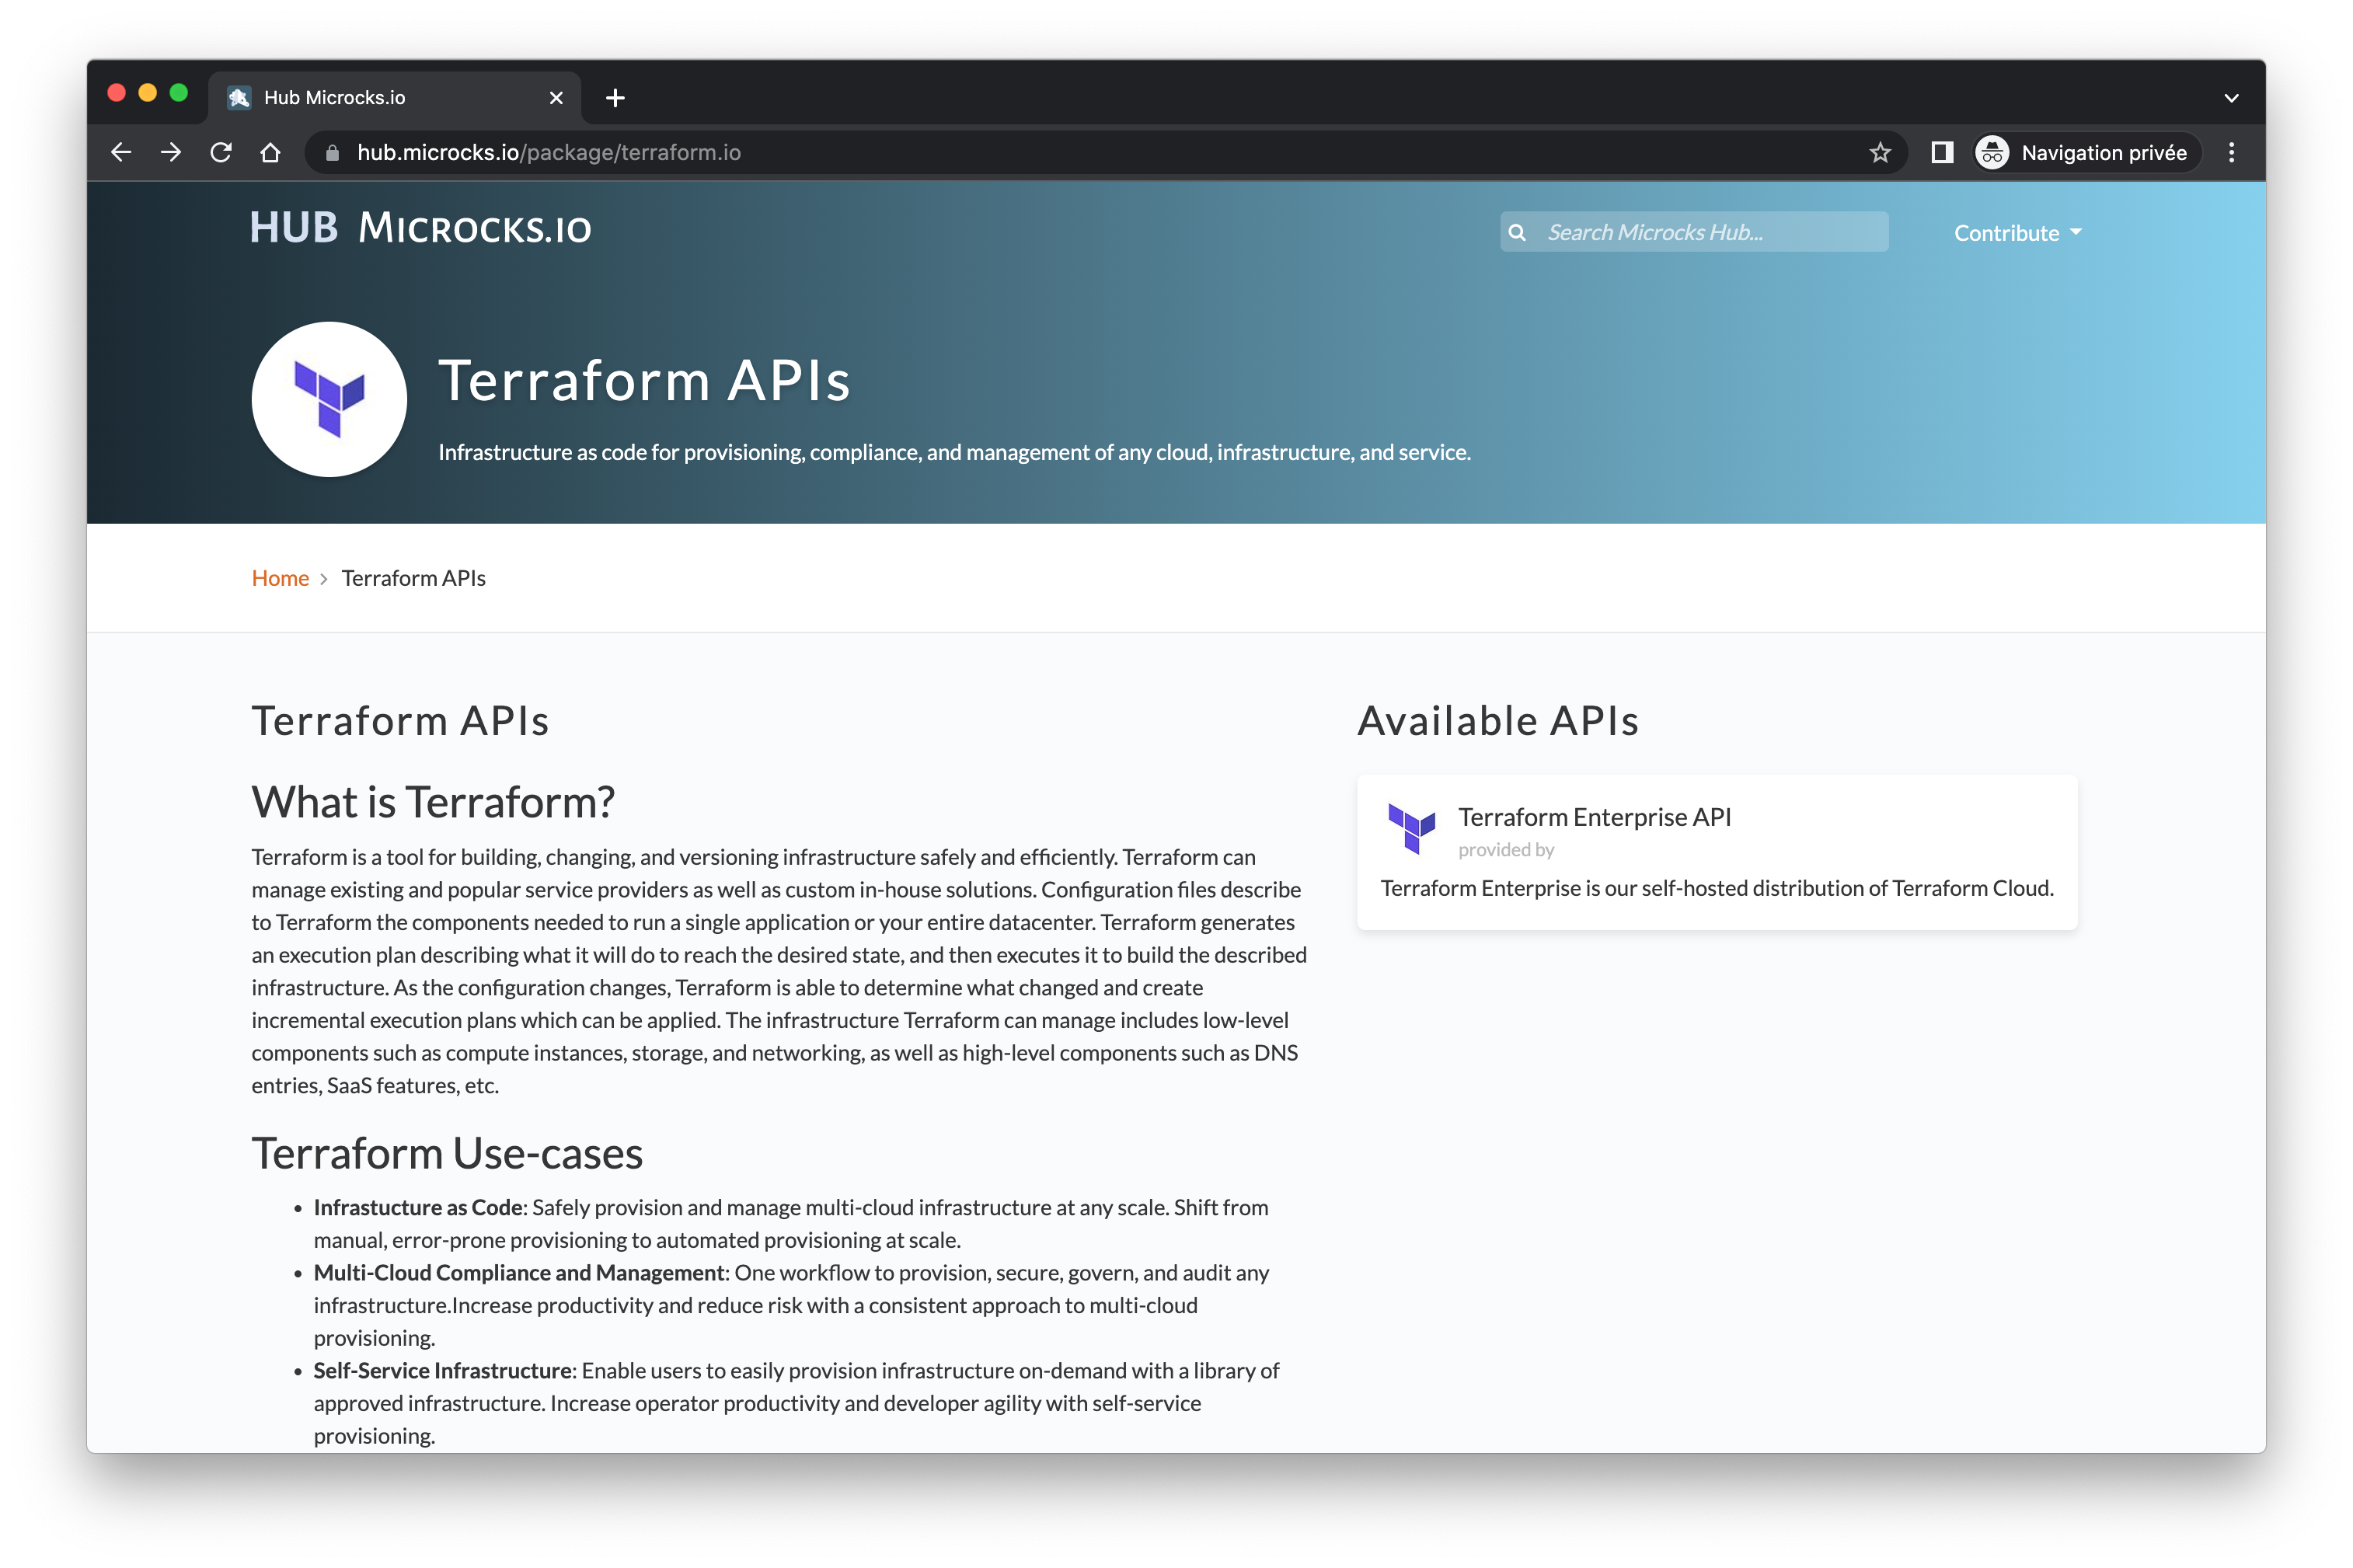 Hub Microcks.io
hub.microcks.io/package/terraform.io
Navigation privée
HUB Microcks.io
Search Microcks Hub...
Contribute
Terraform APIs
Infrastructure as code for provisioning, compliance, and management of any cloud, infrastructure, and service.
Home > Terraform APIs
Terraform APIs
What is Terraform?
Terraform is a tool for building, changing, and versioning infrastructure safely and efficiently. Terraform can
manage existing and popular service providers as well as custom in-house solutions. Configuration files describe
to Terraform the components needed to run a single application or your entire datacenter. Terraform generates
an execution plan describing what it will do to reach the desired state, and then executes it to build the described
infrastructure. As the configuration changes, Terraform is able to determine what changed and create
incremental execution plans which can be applied. The infrastructure Terraform can manage includes low-level
components such as compute instances, storage, and networking, as well as high-level components such as DNS
entries, SaaS features, etc.
Terraform Use-cases
• Infrastucture as Code: Safely provision and manage multi-cloud infrastructure at any scale. Shift from
manual, error-prone provisioning to automated provisioning at scale.
• Multi-Cloud Compliance and Management: One workflow to provision, secure, govern, and audit any
infrastructure.Increase productivity and reduce risk with a consistent approach to multi-cloud
provisioning.
• Self-Service Infrastructure: Enable users to easily provision infrastructure on-demand with a library of
approved infrastructure. Increase operator productivity and developer agility with self-service
provisioning.
Available APIs
Terraform Enterprise API
provided by
Terraform Enterprise is our self-hosted distribution of Terraform Cloud.